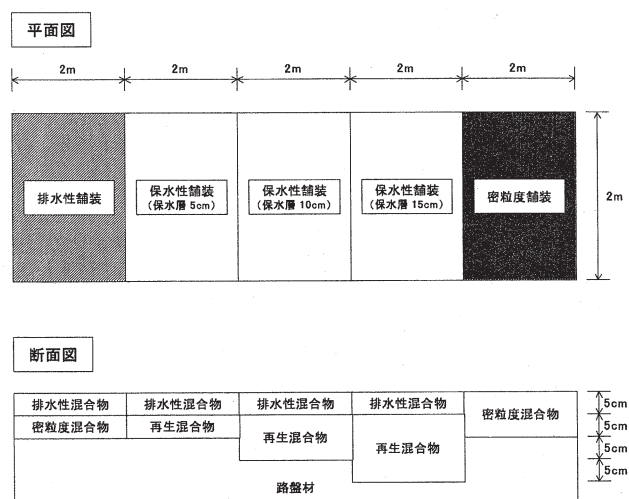 平面図
2m 2m 2m 2m 2m
排水性舗装
保水性舗装
(保水層 5cm)
保水性舗装
(保水層 10cm)
保水性舗装
(保水層 15cm)
密粒度舗装
2m
断面図
排水性混合物 排水性混合物 排水性混合物 排水性混合物 密粒度混合物 5cm
密粒度混合物 再生混合物 再生混合物 再生混合物 5cm
5cm
5cm
路盤材